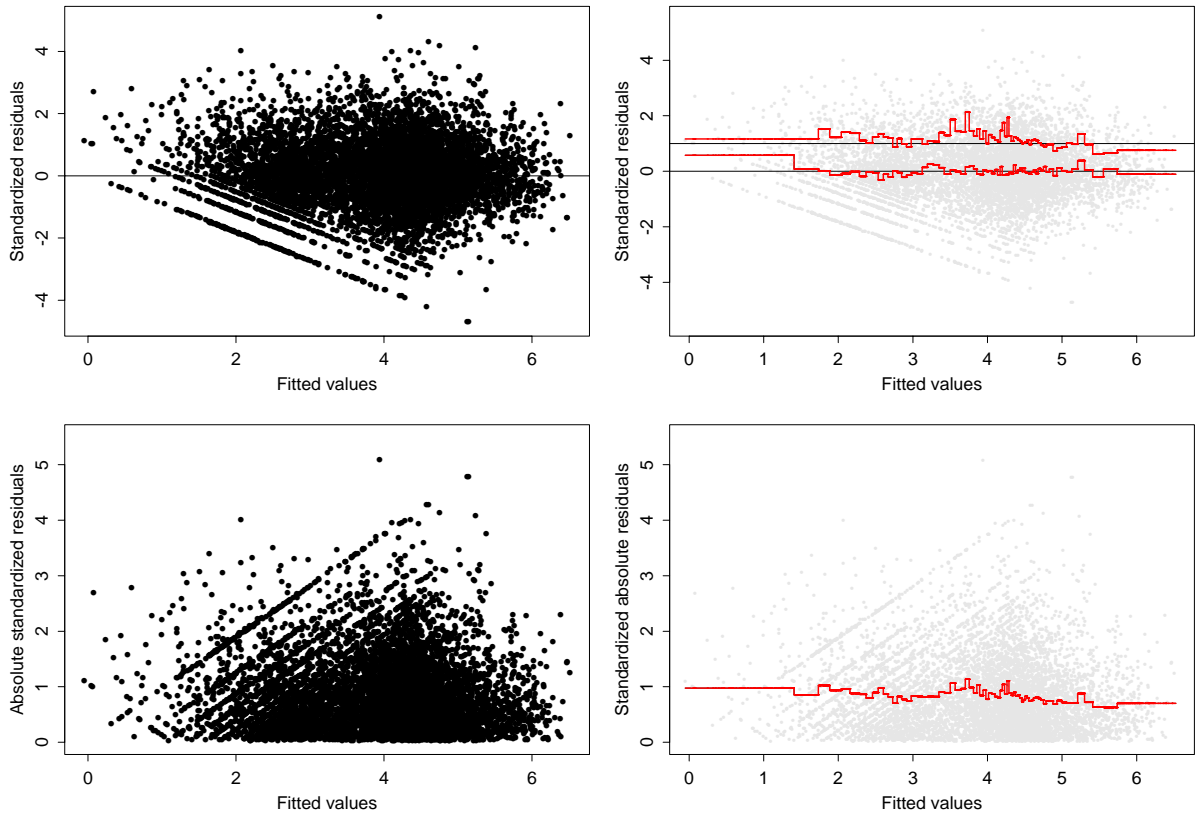 Standardized residuals
4
2
0
-2
-4
0 2 4 6
Fitted values
Standardized residuals
4
2
0
-2
-4
0 1 2 3 4 5 6
Fitted values
Absolute standardized residuals
5
4
3
2
1
0
0 2 4 6
Fitted values
Standardized absolute residuals
5
4
3
2
1
0
0 1 2 3 4 5 6
Fitted values